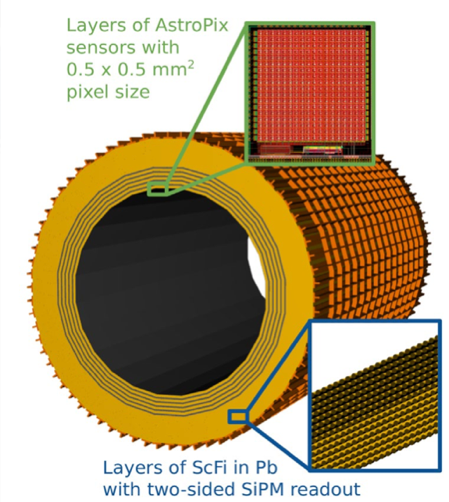 Layers of AstroPix
sensors with
0.5 x 0.5 mm²
pixel size
Layers of ScFi in Pb
with two-sided SiPM readout